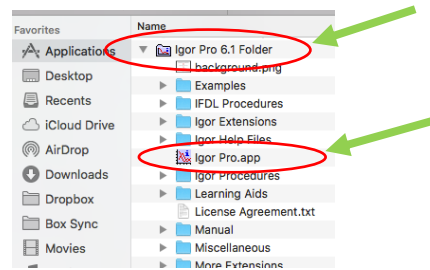 Favorites
Applications
Desktop
Recents
iCloud Drive
AirDrop
Downloads
Dropbox
Box Sync
Movies
Name
Igor Pro 6.1 Folder
background.png
Examples
IFDL Procedures
Igor Extensions
Igor Help Files
Igor Pro.app
Igor Procedures
Learning Aids
License Agreement.txt
Manual
Miscellaneous
More Extensions